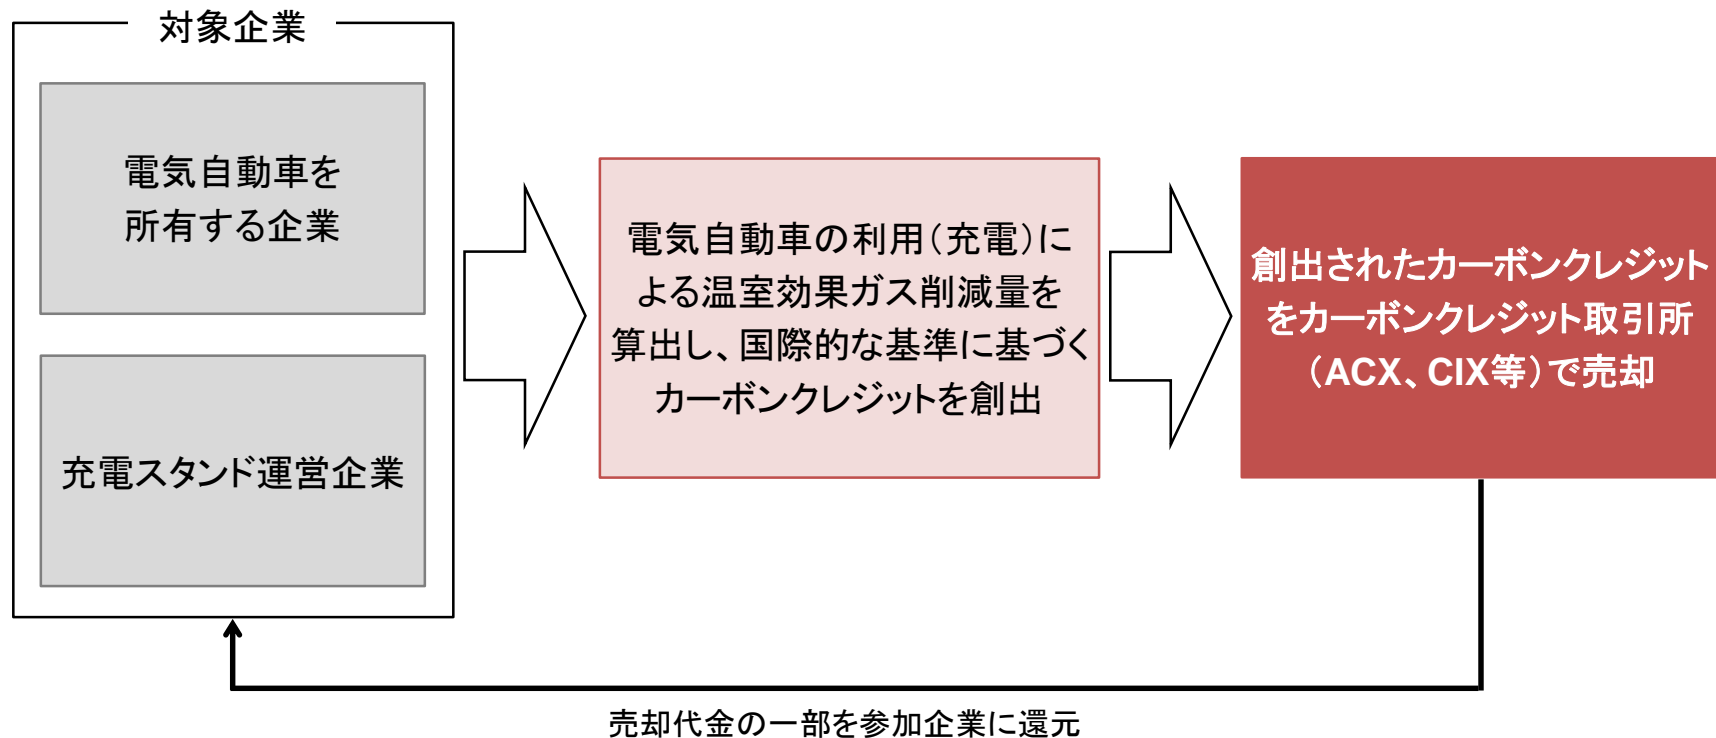 対象企業
電気自動車を
所有する企業
充電スタンド運営企業
電気自動車の利用（充電）に
よる温室効果ガス削減量を
算出し、国際的な基準に基づく
カーボンクレジットを創出
創出されたカーボンクレジット
をカーボンクレジット取引所
（ACX、CIX等）で売却
売却代金の一部を参加企業に還元